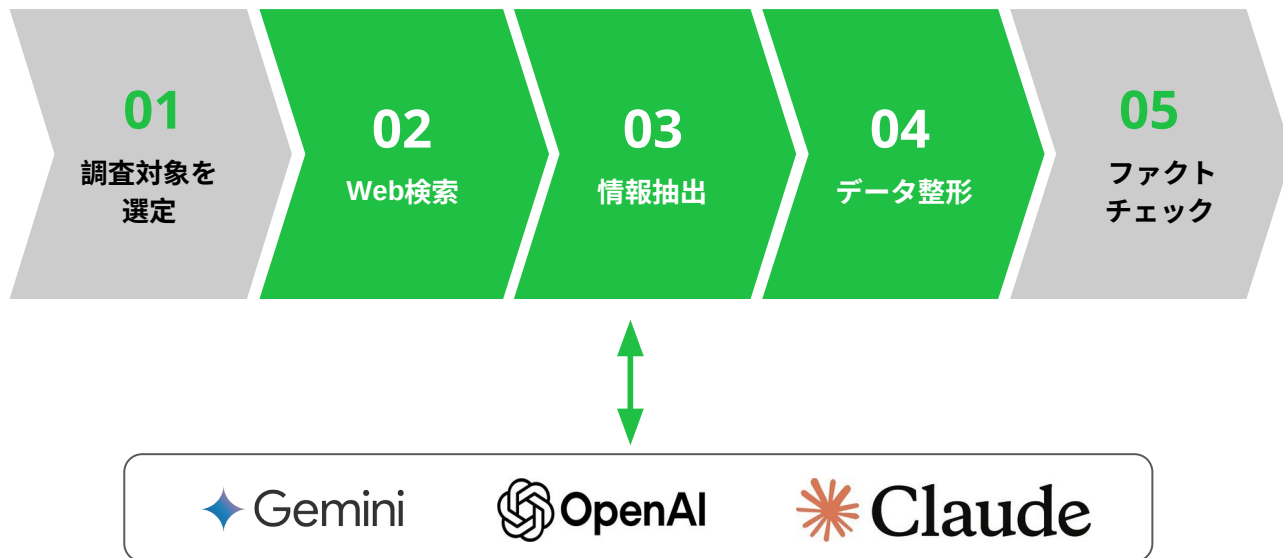 01
調査対象を
選定
02
Web検索
03
情報抽出
04
データ整形
05
ファクト
チェック
Gemini
OpenAI
Claude